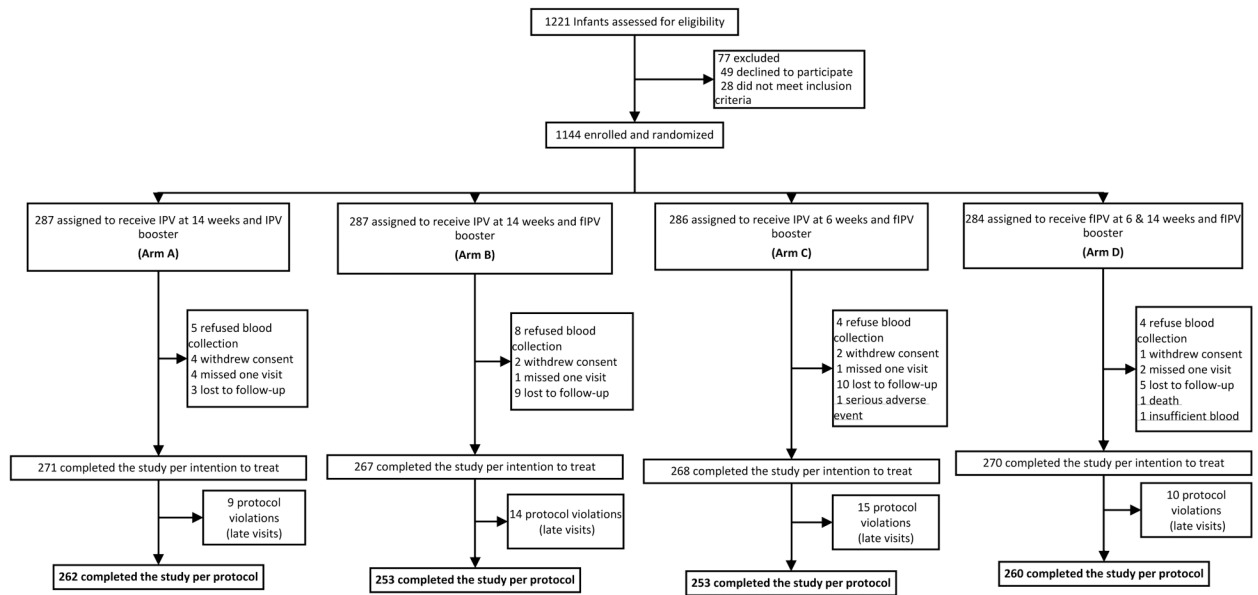 1221 Infants assessed for eligibility
77 excluded
49 declined to participate
28 did not meet inclusion
criteria
1144 enrolled and randomized
287 assigned to receive IPV at 14 weeks and IPV
booster
(Arm A)
287 assigned to receive IPV at 14 weeks and fIPV
booster
(Arm B)
286 assigned to receive IPV at 6 weeks and fIPV
booster
(Arm C)
284 assigned to receive fIPV at 6 & 14 weeks and fIPV
booster
(Arm D)
5 refused blood
collection
4 withdrew consent
4 missed one visit
3 lost to follow-up
8 refused blood
collection
2 withdrew consent
1 missed one visit
9 lost to follow-up
4 refuse blood
collection
2 withdrew consent
1 missed one visit
10 lost to follow-up
1 serious adverse
event
4 refuse blood
collection
1 withdrew consent
2 missed one visit
5 lost to follow-up
1 death
1 insufficient blood
271 completed the study per intention to treat
267 completed the study per intention to treat
268 completed the study per intention to treat
270 completed the study per intention to treat
9 protocol
violations
(late visits)
14 protocol violations
(late visits)
15 protocol
violations
(late visits)
10 protocol
violations
(late visits)
262 completed the study per protocol
253 completed the study per protocol
253 completed the study per protocol
260 completed the study per protocol